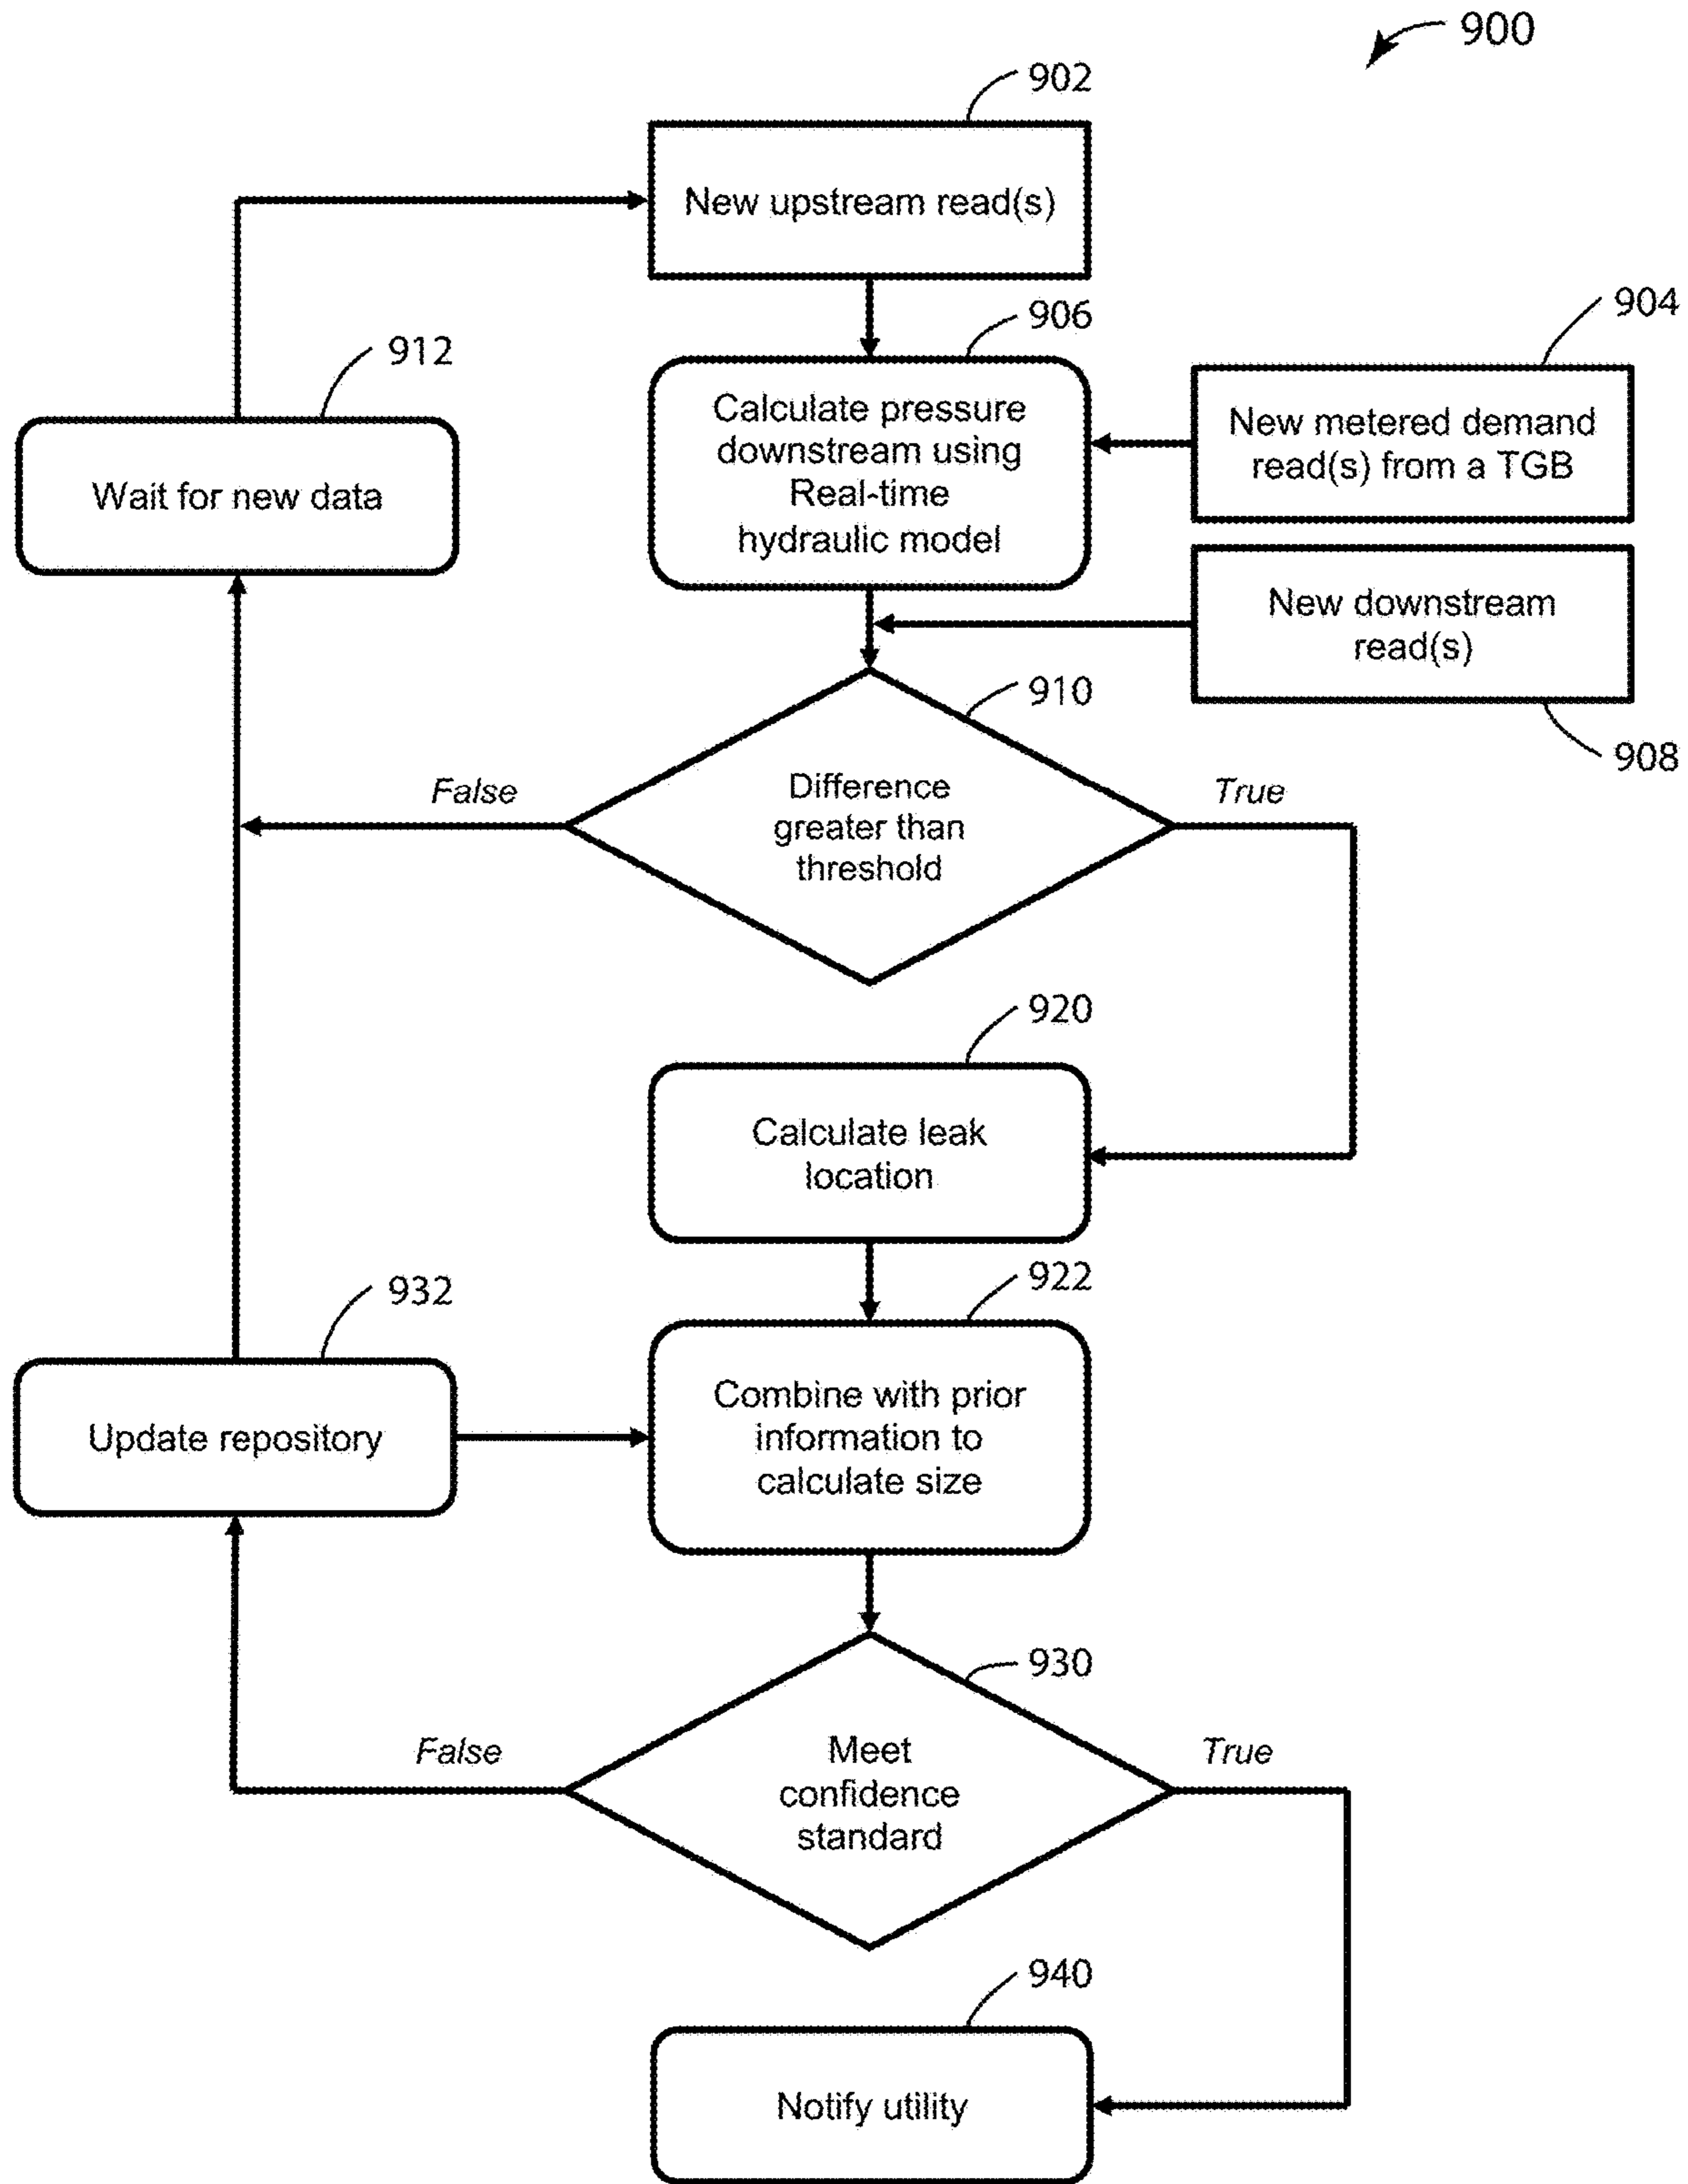 900
902
New upstream read(s)
906
904
912
Calculate pressure
downstream using
Real-time
hydraulic model
New metered demand
read(s) from a TGB
Wait for new data
New downstream
read(s)
910
908
False
Difference
greater than
threshold
True
920
Calculate leak
location
922
932
Combine with prior
information to
calculate size
Update repository
930
False
Meet
confidence
standard
True
940
Notify utility